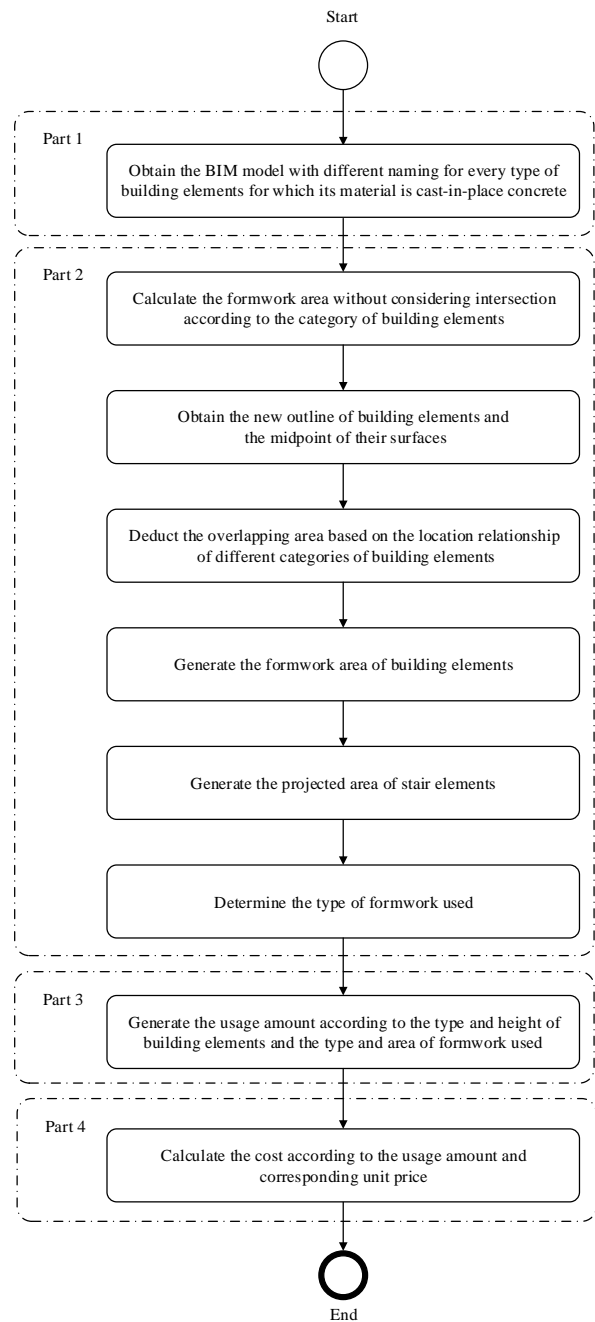 Start
Part 1
Obtain the BIM model with different naming for every type of
building elements for which its material is cast-in-place concrete
Part 2
Calculate the formwork area without considering intersection
according to the category of building elements
Obtain the new outline of building elements and
the midpoint of their surfaces
Deduct the overlapping area based on the location relationship
of different categories of building elements
Generate the formwork area of building elements
Generate the projected area of stair elements
Determine the type of formwork used
Part 3
Generate the usage amount according to the type and height of
building elements and the type and area of formwork used
Part 4
Calculate the cost according to the usage amount and
corresponding unit price
End